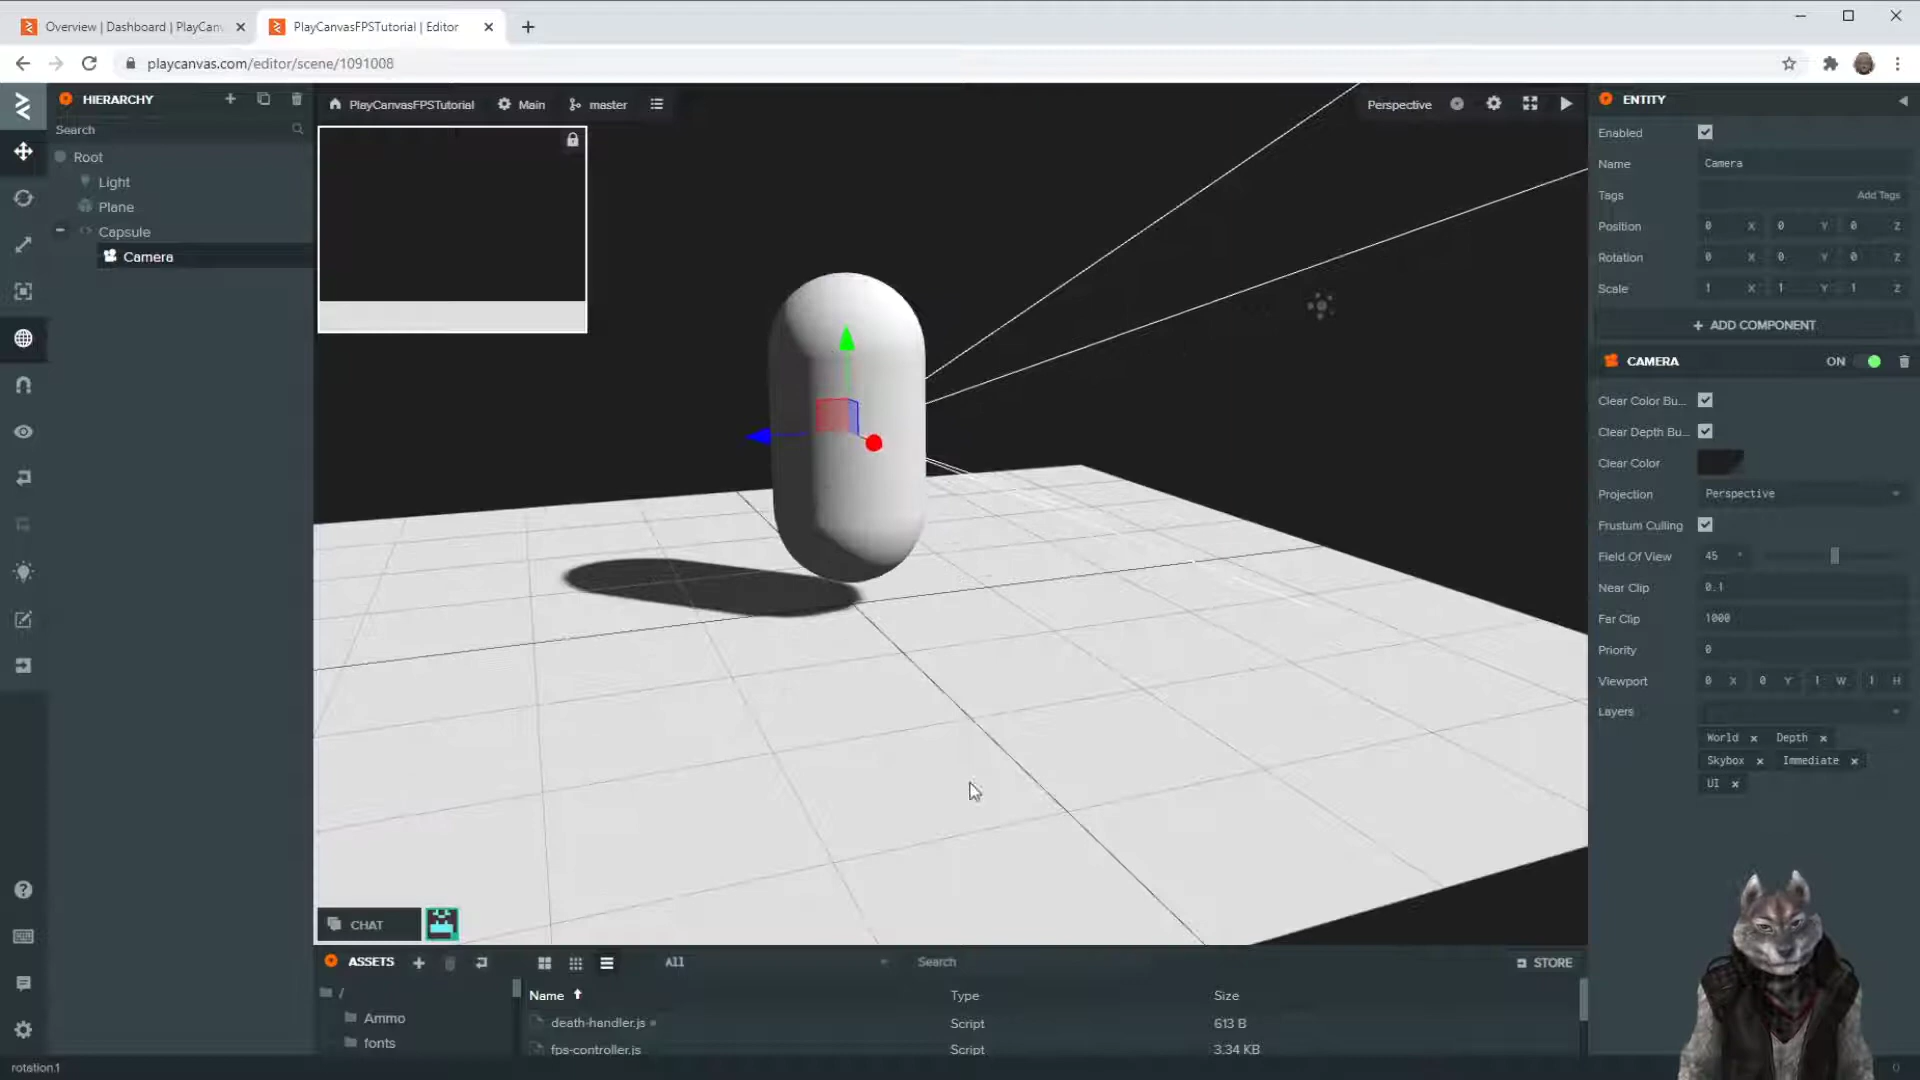 Overview | Dashboard | PlayCan
PlayCanvasFPSTutorial | Editor
playcanvas.com/editor/scene/1091008
HIERARCHY
Search
Root
Light
Plane
Capsule
Camera
PlayCanvasFPSTutorial
Main
master
Perspective
ENTITY
Enabled
Name Camera
Tags Add Tags
Position 0 X 0 Y 0 Z
Rotation 0 X 0 Y 0 Z
Scale 1 X 1 Y 1 Z
+ ADD COMPONENT
CAMERA ON
Clear Color Bu...
Clear Depth Bu...
Clear Color
Projection Perspective
Frustum Culling
Field Of View 45 °
Near Clip 0.1
Far Clip 1000
Priority 0
Viewport 0 X 0 Y 1 W 1 H
Layers
World × Depth ×
Skybox × Immediate ×
UI ×
CHAT
ASSETS
All
Search
STORE
/
Ammo
fonts
Name Type Size
death-handler.js Script 613 B
fps-controller.js Script 3.34 KB
rotation.1
0